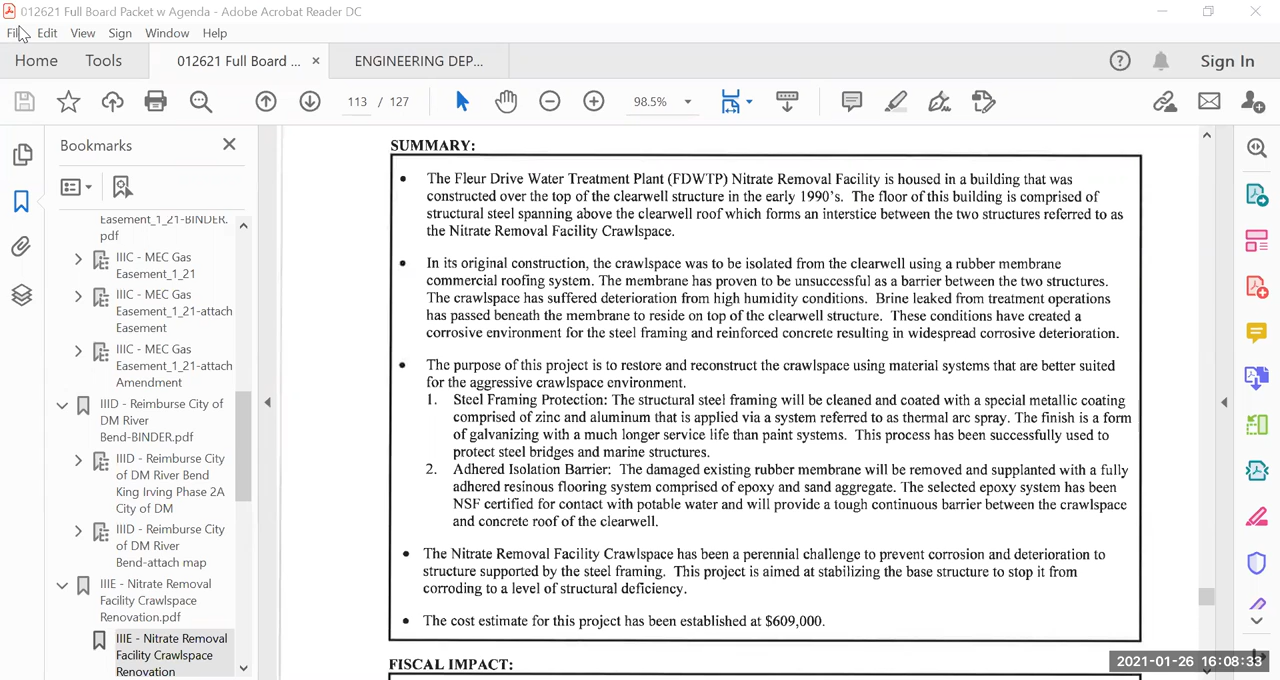 012621 Full Board Packet w Agenda - Adobe Acrobat Reader DC
File Edit View Sign Window Help
Home Tools 012621 Full Board ... × ENGINEERING DEP... Sign In
113 / 127 98.5%
Bookmarks
Easement_1_21-BINDER.
pdf
IIIC - MEC Gas
Easement_1_21
IIIC - MEC Gas
Easement_1_21-attach
Easement
IIIC - MEC Gas
Easement_1_21-attach
Amendment
IIID - Reimburse City of
DM River
Bend-BINDER.pdf
IIID - Reimburse City
of DM River Bend
King Irving Phase 2A
City of DM
IIID - Reimburse City
of DM River
Bend-attach map
IIIE - Nitrate Removal
Facility Crawlspace
Renovation.pdf
IIIE - Nitrate Removal
Facility Crawlspace
Renovation
SUMMARY:
• The Fleur Drive Water Treatment Plant (FDWTP) Nitrate Removal Facility is housed in a building that was
constructed over the top of the clearwell structure in the early 1990’s. The floor of this building is comprised of
structural steel spanning above the clearwell roof which forms an interstice between the two structures referred to as
the Nitrate Removal Facility Crawlspace.
• In its original construction, the crawlspace was to be isolated from the clearwell using a rubber membrane
commercial roofing system. The membrane has proven to be unsuccessful as a barrier between the two structures.
The crawlspace has suffered deterioration from high humidity conditions. Brine leaked from treatment operations
has passed beneath the membrane to reside on top of the clearwell structure. These conditions have created a
corrosive environment for the steel framing and reinforced concrete resulting in widespread corrosive deterioration.
• The purpose of this project is to restore and reconstruct the crawlspace using material systems that are better suited
for the aggressive crawlspace environment.
1. Steel Framing Protection: The structural steel framing will be cleaned and coated with a special metallic coating
comprised of zinc and aluminum that is applied via a system referred to as thermal arc spray. The finish is a form
of galvanizing with a much longer service life than paint systems. This process has been successfully used to
protect steel bridges and marine structures.
2. Adhered Isolation Barrier: The damaged existing rubber membrane will be removed and supplanted with a fully
adhered resinous flooring system comprised of epoxy and sand aggregate. The selected epoxy system has been
NSF certified for contact with potable water and will provide a tough continuous barrier between the crawlspace
and concrete roof of the clearwell.
• The Nitrate Removal Facility Crawlspace has been a perennial challenge to prevent corrosion and deterioration to
structure supported by the steel framing. This project is aimed at stabilizing the base structure to stop it from
corroding to a level of structural deficiency.
• The cost estimate for this project has been established at $609,000.
FISCAL IMPACT:
2021-01-26 16:08:33